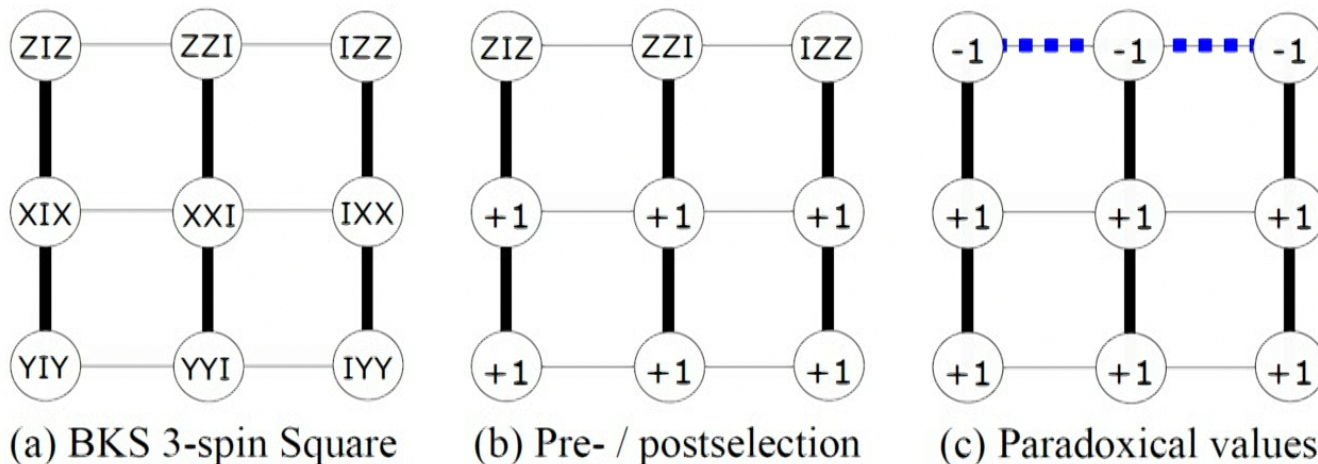 ZIZ ZZI IZZ
XIX XXI IXX
YIY YYI IYY
(a) BKS 3-spin Square
ZIZ ZZI IZZ
+1 +1 +1
+1 +1 +1
(b) Pre- / postselection
-1 -1 -1
+1 +1 +1
+1 +1 +1
(c) Paradoxical values